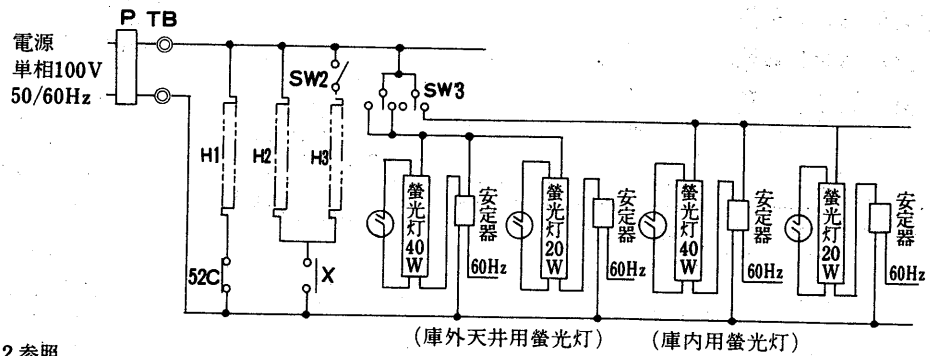 P TB
電源
単相100V
50/60Hz
SW2
SW3
H1
H2
H3
52C
X
螢光灯40W
安定器
60Hz
螢光灯20W
安定器
60Hz
螢光灯40W
安定器
60Hz
螢光灯20W
安定器
60Hz
(庫外天井用螢光灯)
(庫内用螢光灯)
2参照